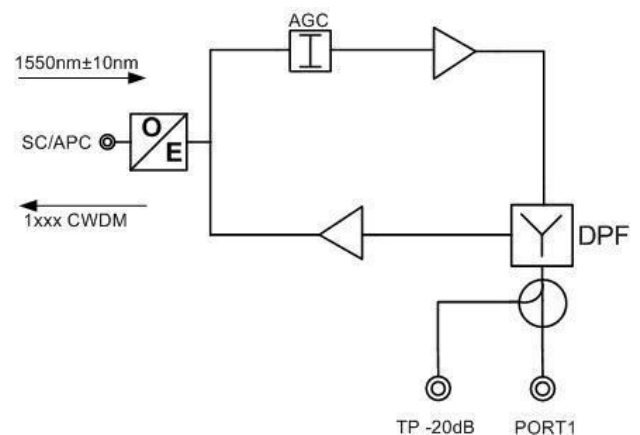 AGC
1550nm±10nm
SC/APC
O
E
1xxx CWDM
DPF
TP -20dB
PORT1